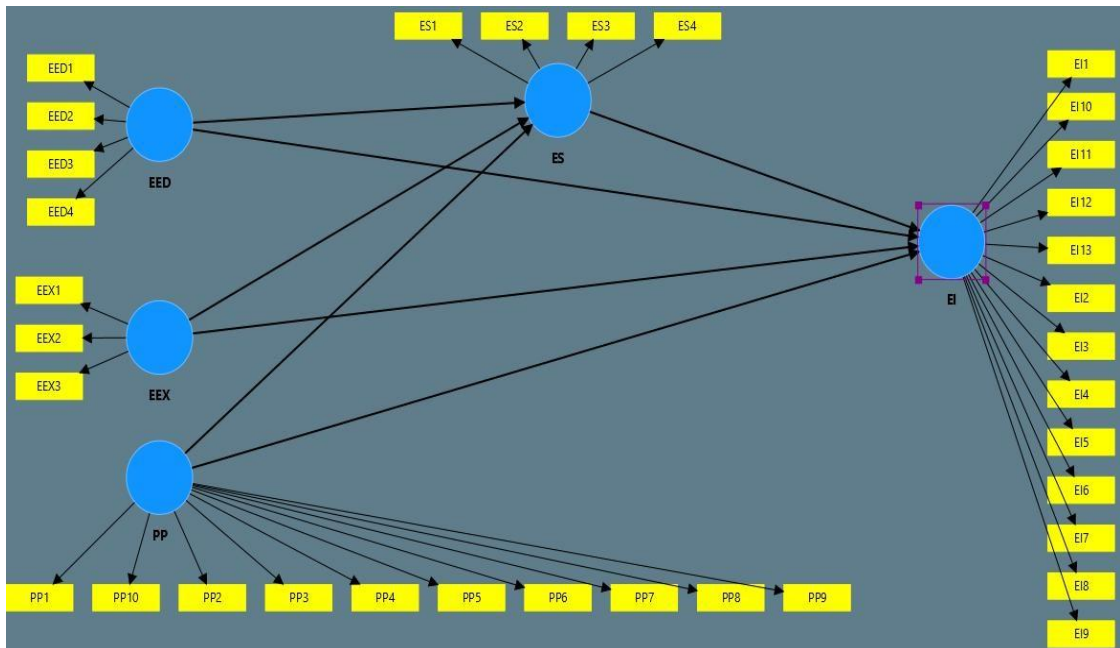 ES1
ES2
ES3
ES4
ES
EED1
EED2
EED3
EED4
EED
EEX1
EEX2
EEX3
EEX
PP
PP1
PP10
PP2
PP3
PP4
PP5
PP6
PP7
PP8
PP9
EI
EI1
EI10
EI11
EI12
EI13
EI2
EI3
EI4
EI5
EI6
EI7
EI8
EI9